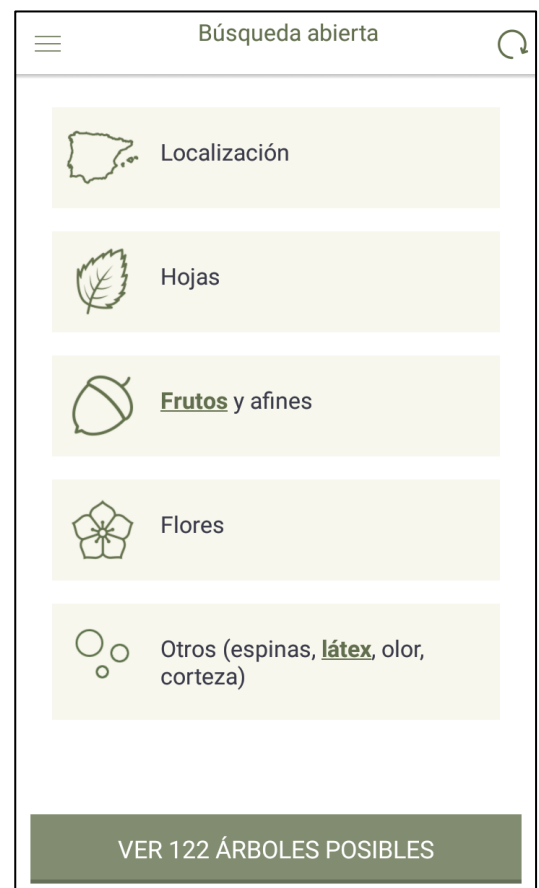 Búsqueda abierta
Localización
Hojas
Frutos y afines
Flores
Otros (espinas, látex, olor,
corteza)
VER 122 ÁRBOLES POSIBLES